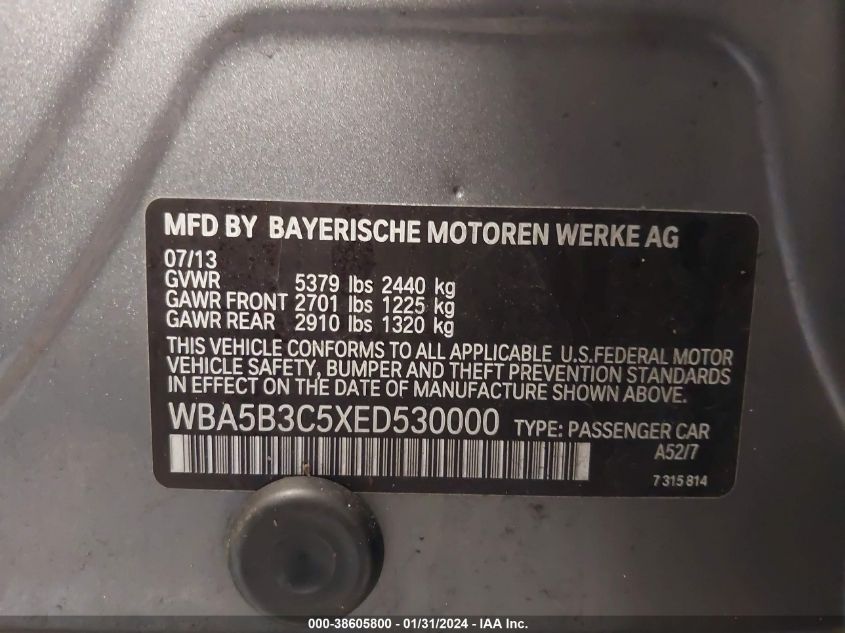 MFD BY BAYERISCHE MOTOREN WERKE AG
07/13
GVWR 5379 lbs 2440 kg
GAWR FRONT 2701 lbs 1225 kg
GAWR REAR 2910 lbs 1320 kg
THIS VEHICLE CONFORMS TO ALL APPLICABLE U.S.FEDERAL MOTOR
VEHICLE SAFETY, BUMPER AND THEFT PREVENTION STANDARDS
IN EFFECT ON THE DATE OF MANUFACTURE SHOWN ABOVE.
WBA5B3C5XED530000 TYPE: PASSENGER CAR
A52/7
7 315 814
000-38605800 - 01/31/2024 - IAA Inc.